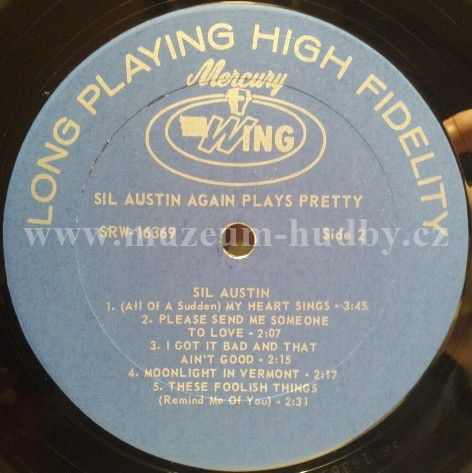 LONG PLAYING HIGH FIDELITY
Mercury
WING
SIL AUSTIN AGAIN PLAYS PRETTY
SRW-16369 Side 2
www.muzeum-hudby.cz
SIL AUSTIN
1. (All Of A Sudden) MY HEART SINGS - 3:45
2. PLEASE SEND ME SOMEONE
TO LOVE - 2:07
3. I GOT IT BAD AND THAT
AIN'T GOOD - 2:15
4. MOONLIGHT IN VERMONT - 2:17
5. THESE FOOLISH THINGS
(Remind Me Of You) - 2:31